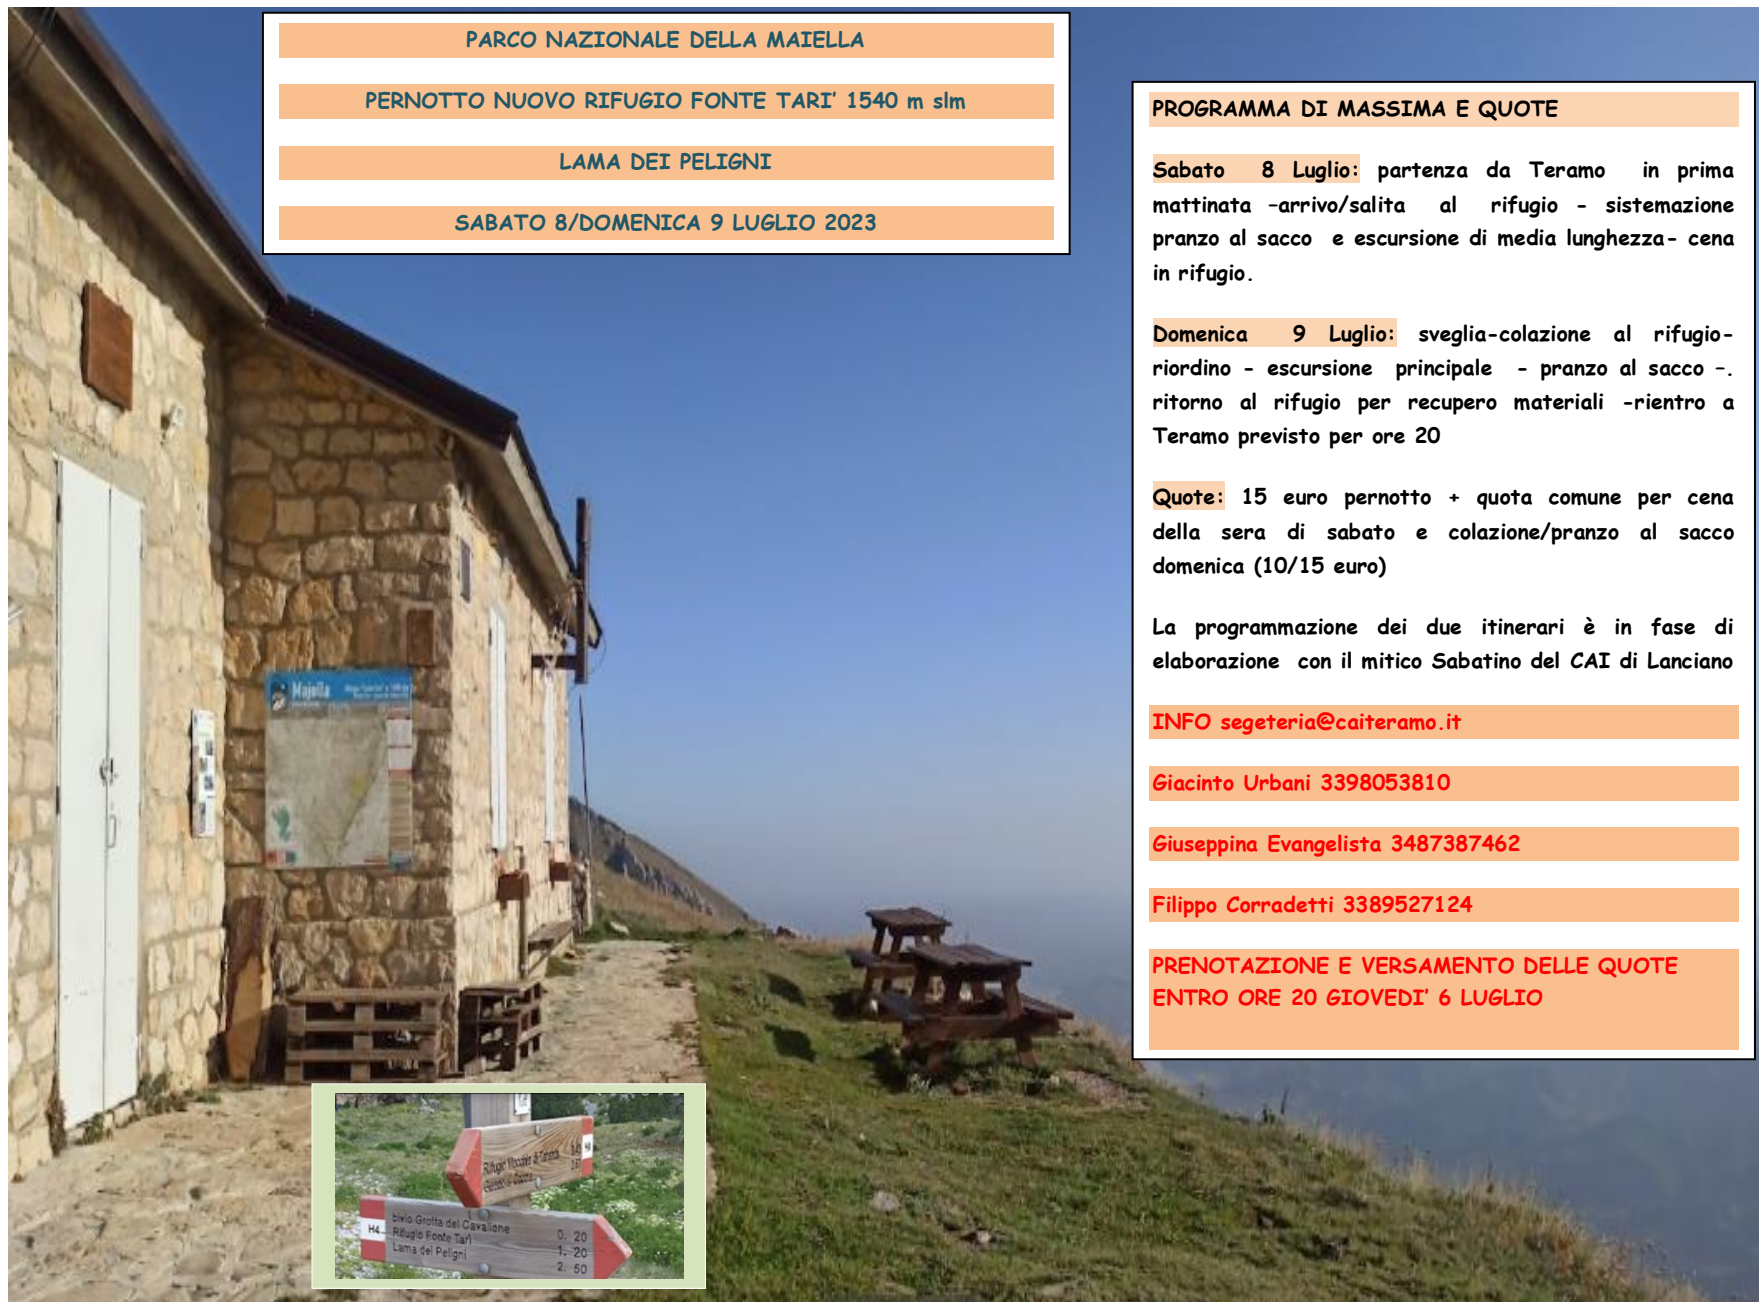 PARCO NAZIONALE DELLA MAIELLA
PERNOTTO NUOVO RIFUGIO FONTE TARI’ 1540 m slm
LAMA DEI PELIGNI
SABATO 8/DOMENICA 9 LUGLIO 2023
PROGRAMMA DI MASSIMA E QUOTE
Sabato 8 Luglio: partenza da Teramo in prima
mattinata –arrivo/salita al rifugio - sistemazione
pranzo al sacco e escursione di media lunghezza- cena
in rifugio.
Domenica 9 Luglio: sveglia-colazione al rifugio-
riordino - escursione principale - pranzo al sacco –.
ritorno al rifugio per recupero materiali -rientro a
Teramo previsto per ore 20
Quote: 15 euro pernotto + quota comune per cena
della sera di sabato e colazione/pranzo al sacco
domenica (10/15 euro)
La programmazione dei due itinerari è in fase di
elaborazione con il mitico Sabatino del CAI di Lanciano
INFO segeteria@caiteramo.it
Giacinto Urbani 3398053810
Giuseppina Evangelista 3487387462
Filippo Corradetti 3389527124
PRENOTAZIONE E VERSAMENTO DELLE QUOTE
ENTRO ORE 20 GIOVEDI’ 6 LUGLIO
Majella
Rifugio
H4
bivio Grotta del Cavallone 0. 20
Rifugio Fonte Tarì 1. 20
Lama dei Peligni 2. 50